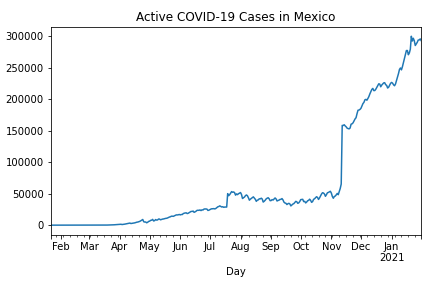 Active COVID-19 Cases in Mexico
300000
250000
200000
150000
100000
50000
0
Feb Mar Apr May Jun Jul Aug Sep Oct Nov Dec Jan
2021
Day